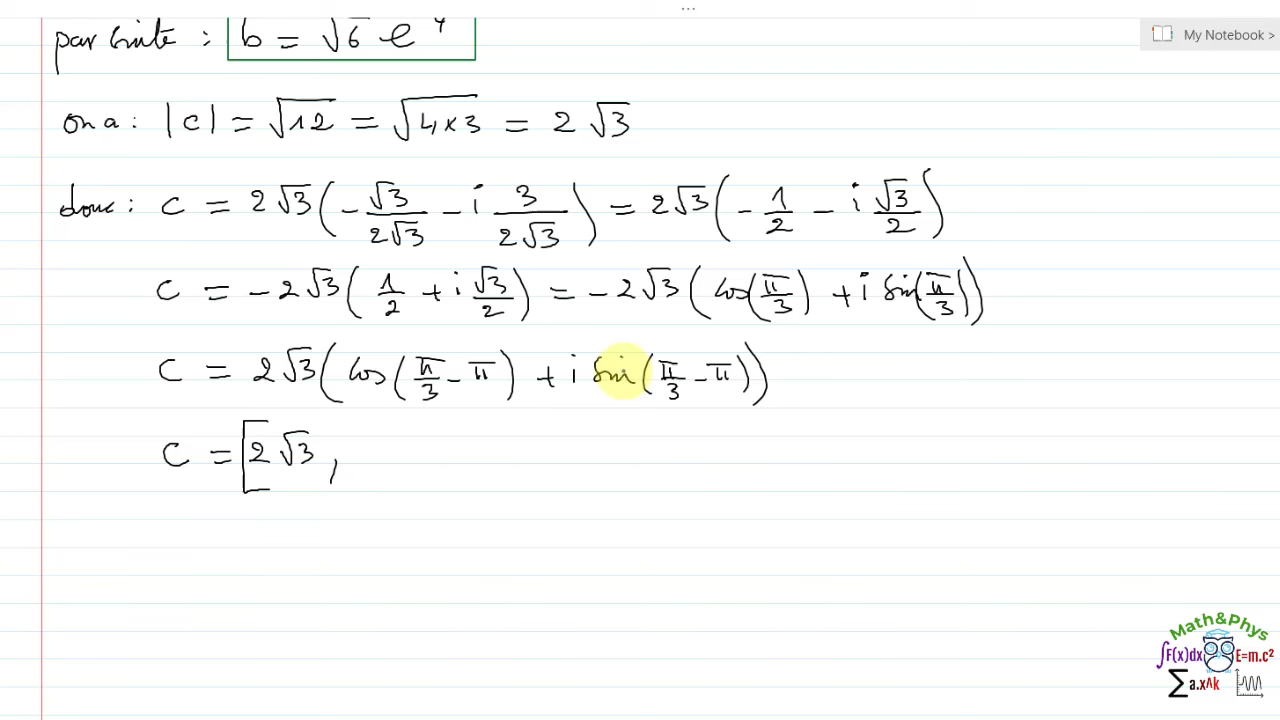 par suite : b = √6 e
My Notebook >
on a : |c| = √12 = √4×3 = 2√3
donc : c = 2√3(-√3/2√3 - i 3/2√3) = 2√3(-1/2 - i √3/2)
c = -2√3(1/2 + i √3/2) = -2√3(cos(π/3) + i sin(π/3))
c = 2√3(cos(π/3 - π) + i sin(π/3 - π))
c = [2√3,
Math&Phys
∫F(x)dx E=m.c²
∑ a.x^k